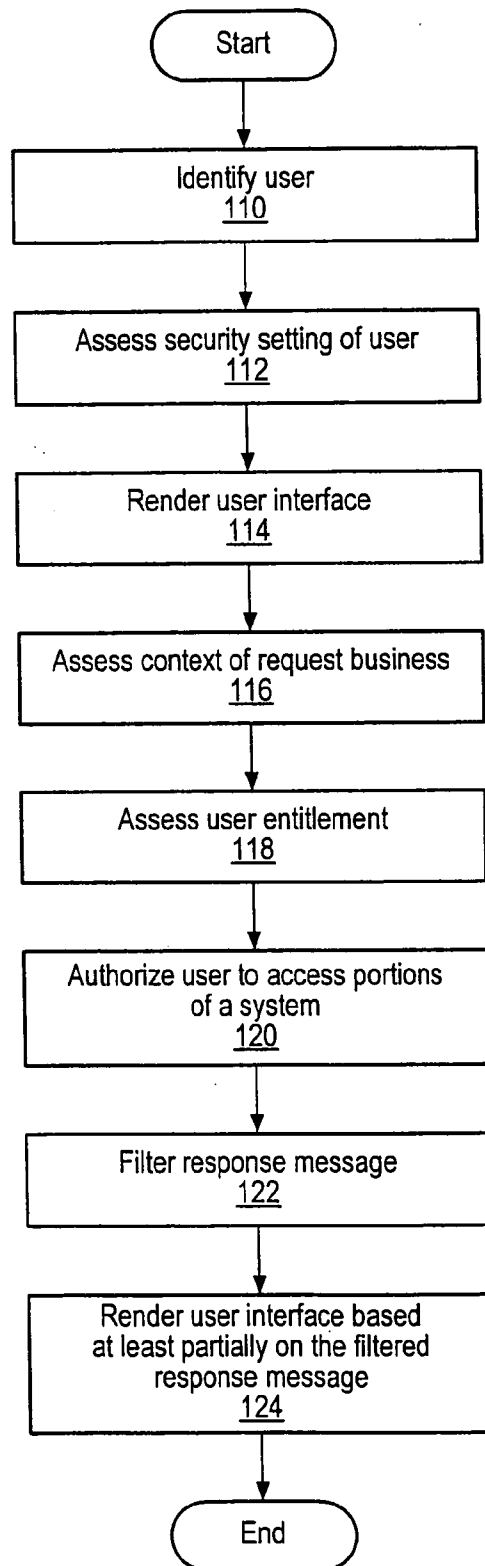 Start
Identify user
110
Assess security setting of user
112
Render user interface
114
Assess context of request business
116
Assess user entitlement
118
Authorize user to access portions
of a system
120
Filter response message
122
Render user interface based
at least partially on the filtered
response message
124
End